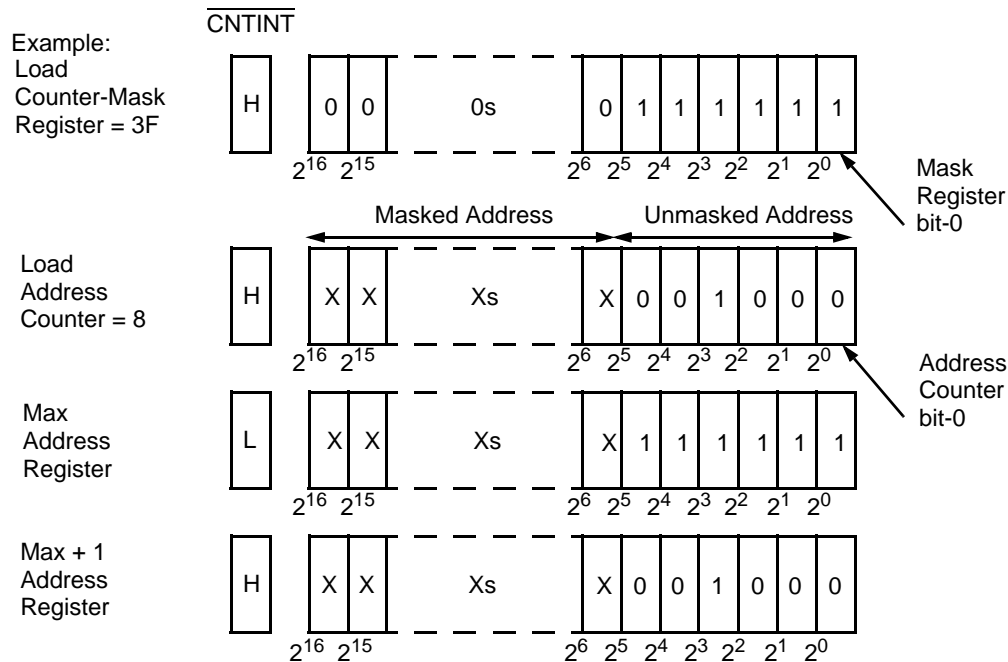 CNTINT
Example:
Load
Counter-Mask
Register = 3F
H
0 0 0s 0 1 1 1 1 1 1
2^16 2^15 2^6 2^5 2^4 2^3 2^2 2^1 2^0
Mask
Register
bit-0
Masked Address Unmasked Address
Load
Address
Counter = 8
H
X X Xs X 0 0 1 0 0 0
2^16 2^15 2^6 2^5 2^4 2^3 2^2 2^1 2^0
Address
Counter
bit-0
Max
Address
Register
L
X X Xs X 1 1 1 1 1 1
2^16 2^15 2^6 2^5 2^4 2^3 2^2 2^1 2^0
Max + 1
Address
Register
H
X X Xs X 0 0 1 0 0 0
2^16 2^15 2^6 2^5 2^4 2^3 2^2 2^1 2^0